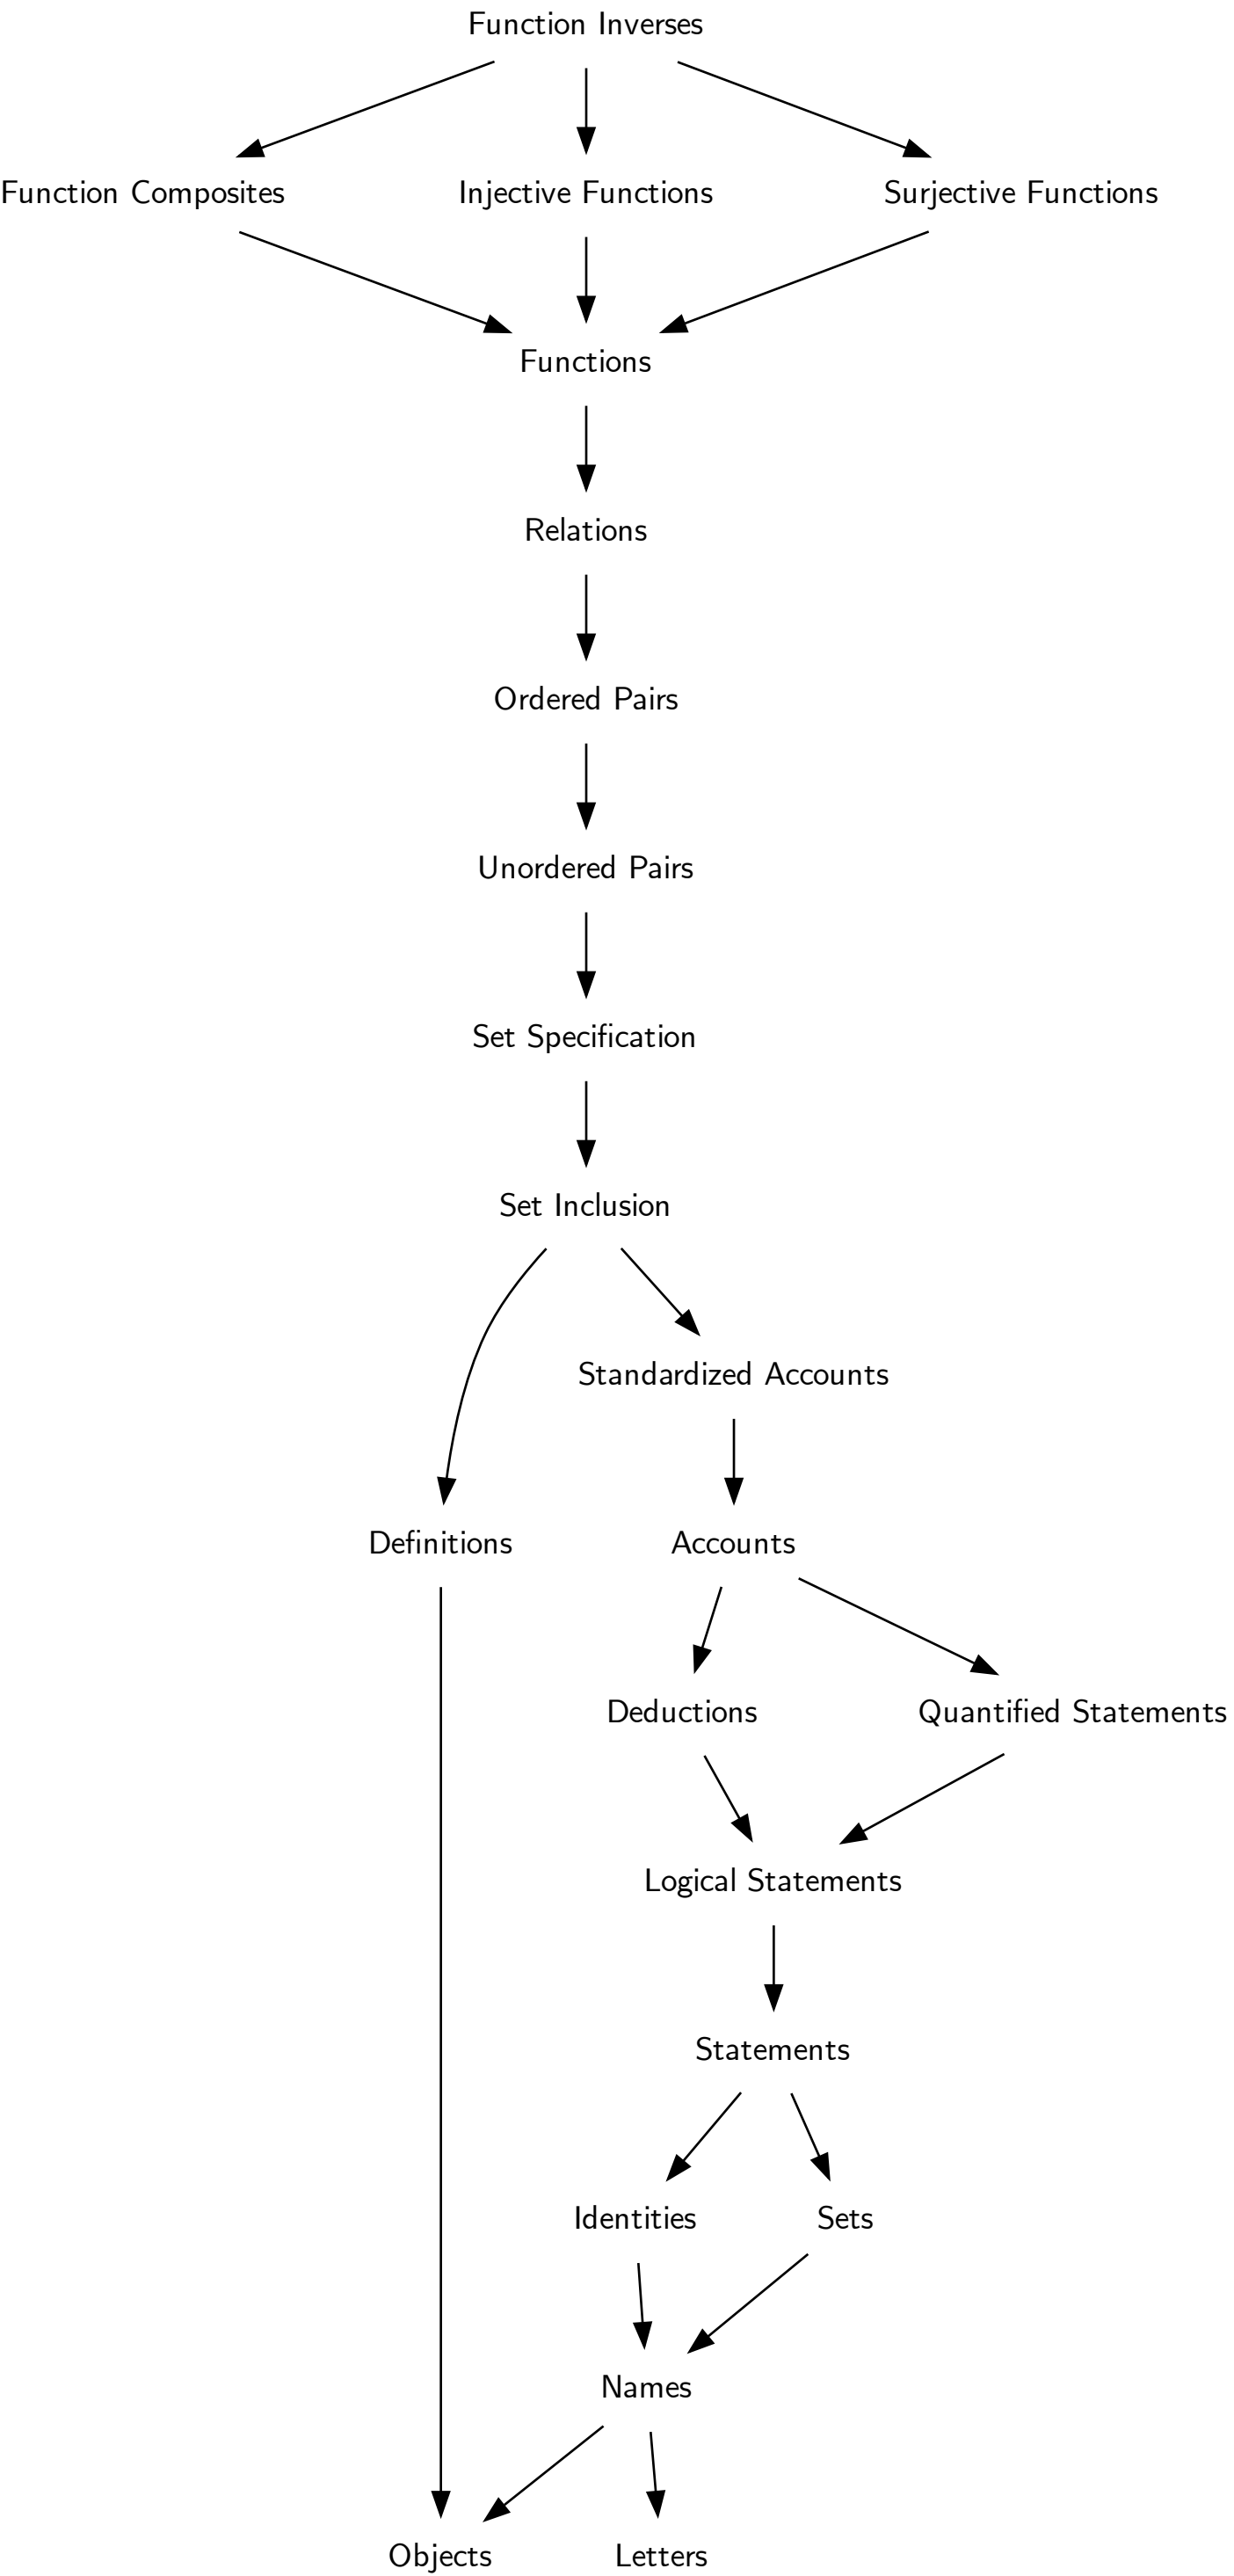 Function Inverses
Function Composites
Injective Functions
Surjective Functions
Functions
Relations
Ordered Pairs
Unordered Pairs
Set Specification
Set Inclusion
Standardized Accounts
Definitions
Accounts
Deductions
Quantified Statements
Logical Statements
Statements
Identities
Sets
Names
Objects
Letters